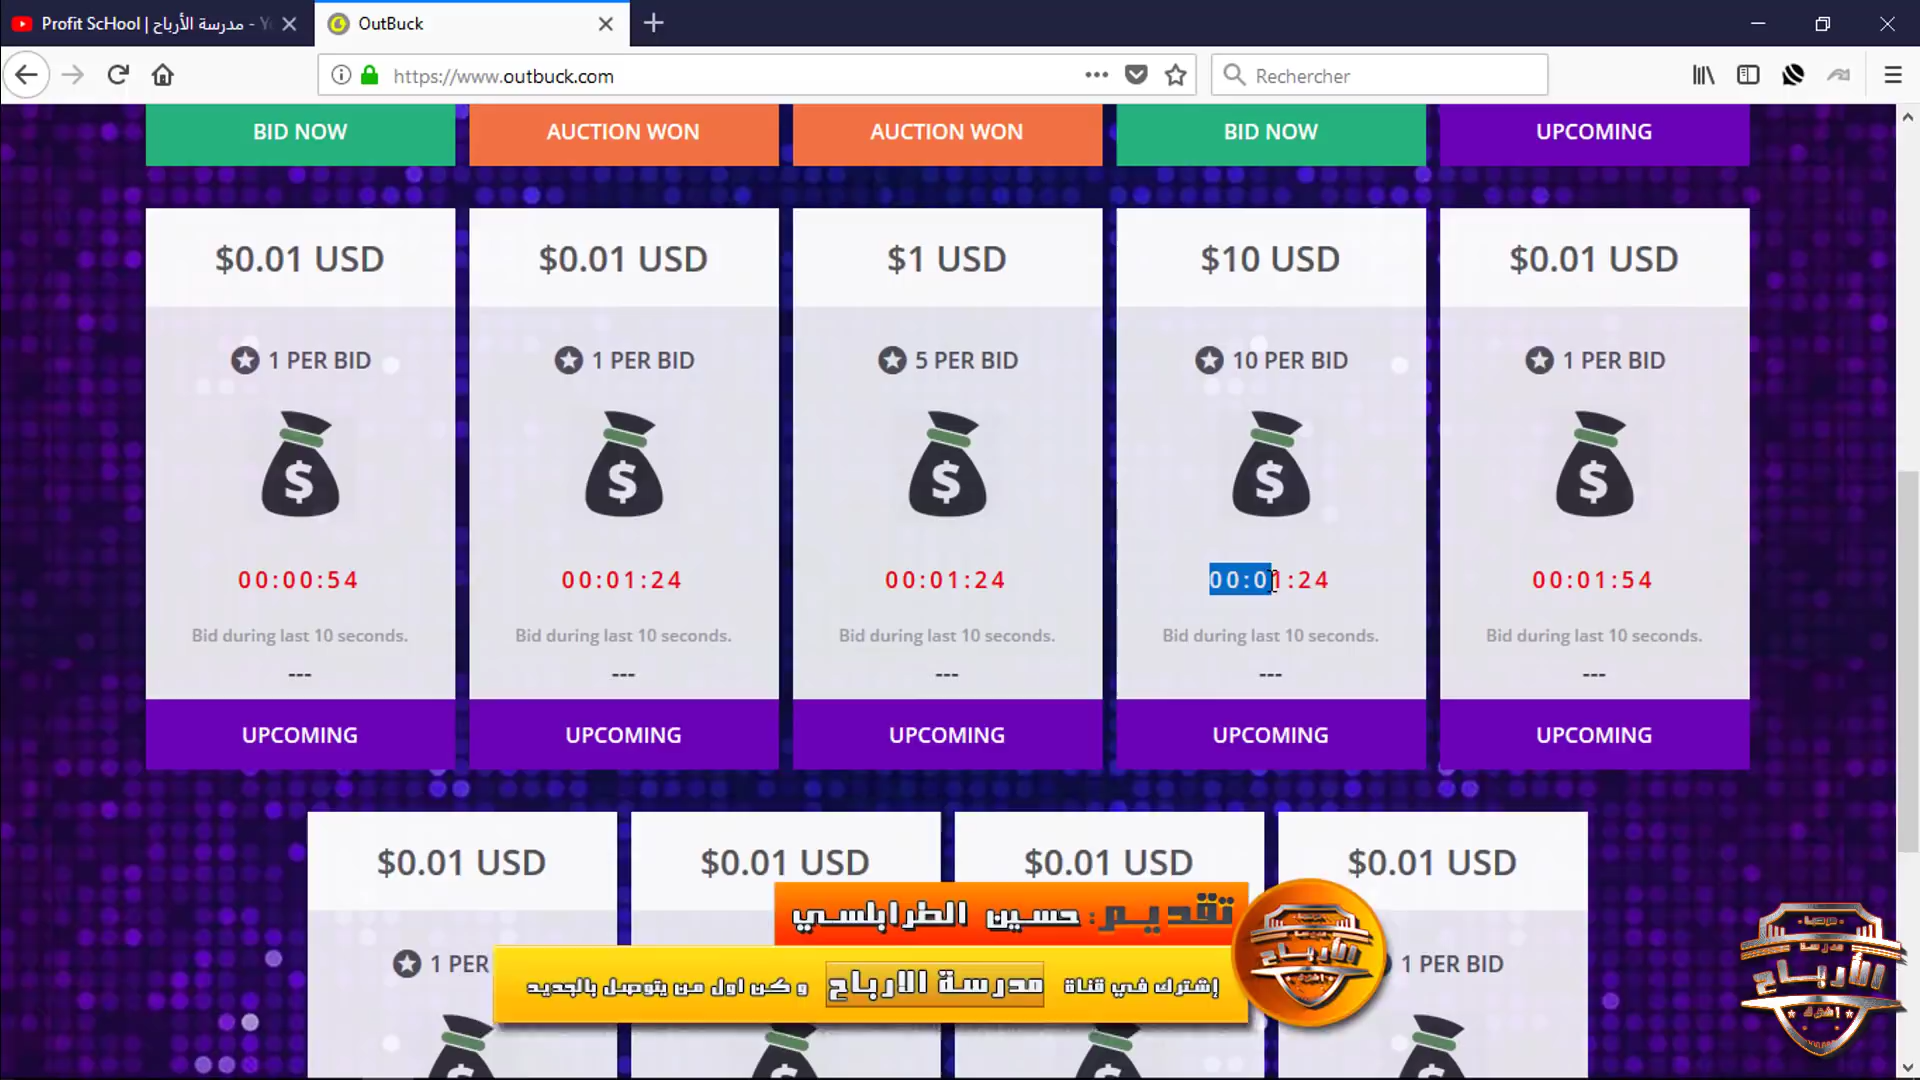 Profit ScHool | مدرسة الأرباح - Yo
OutBuck
https://www.outbuck.com
Rechercher
BID NOW
AUCTION WON
AUCTION WON
BID NOW
UPCOMING
$0.01 USD
$0.01 USD
$1 USD
$10 USD
$0.01 USD
1 PER BID
1 PER BID
5 PER BID
10 PER BID
1 PER BID
$
$
$
$
$
00:00:54
00:01:24
00:01:24
00:01:24
00:01:54
Bid during last 10 seconds.
Bid during last 10 seconds.
Bid during last 10 seconds.
Bid during last 10 seconds.
Bid during last 10 seconds.
---
---
---
---
---
UPCOMING
UPCOMING
UPCOMING
UPCOMING
UPCOMING
$0.01 USD
$0.01 USD
$0.01 USD
$0.01 USD
تقديم: حسين الطرابلسي
1 PER
1 PER BID
إشترك في قناة مدرسة الارباح و كن اول من يتوصل بالجديد
الأرباح
مدرسة
الأرباح